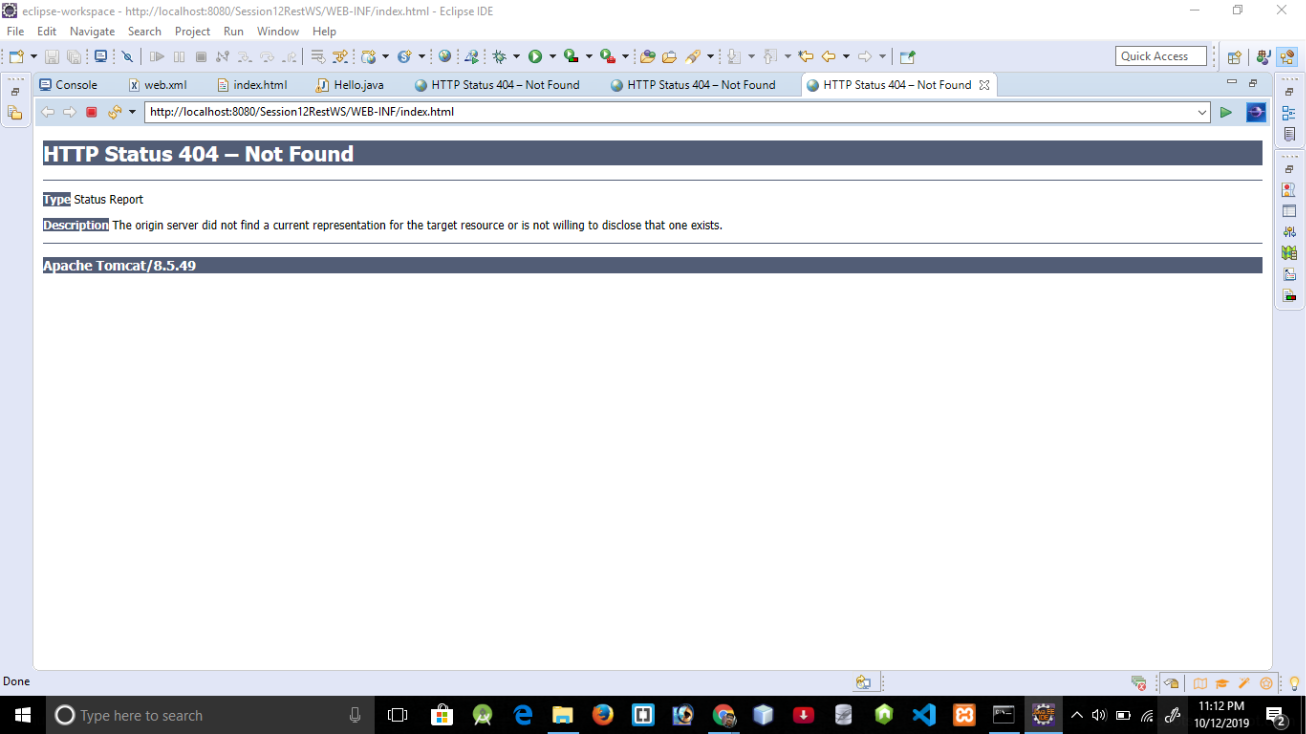 eclipse-workspace - http://localhost:8080/Session12RestWS/WEB-INF/index.html - Eclipse IDE
File Edit Navigate Search Project Run Window Help
Quick Access
Console web.xml index.html Hello.java HTTP Status 404 – Not Found HTTP Status 404 – Not Found HTTP Status 404 – Not Found
http://localhost:8080/Session12RestWS/WEB-INF/index.html
HTTP Status 404 – Not Found
Type Status Report
Description The origin server did not find a current representation for the target resource or is not willing to disclose that one exists.
Apache Tomcat/8.5.49
Done
Type here to search
11:12 PM
10/12/2019
2